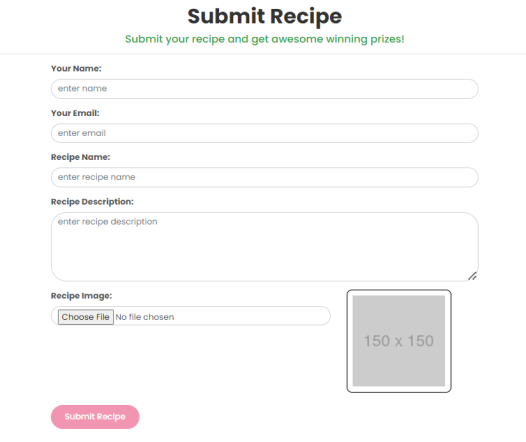 Submit Recipe
Submit your recipe and get awesome winning prizes!
Your Name:
enter name
Your Email:
enter email
Recipe Name:
enter recipe name
Recipe Description:
enter recipe description
Recipe Image:
Choose File No file chosen
150 x 150
Submit Recipe